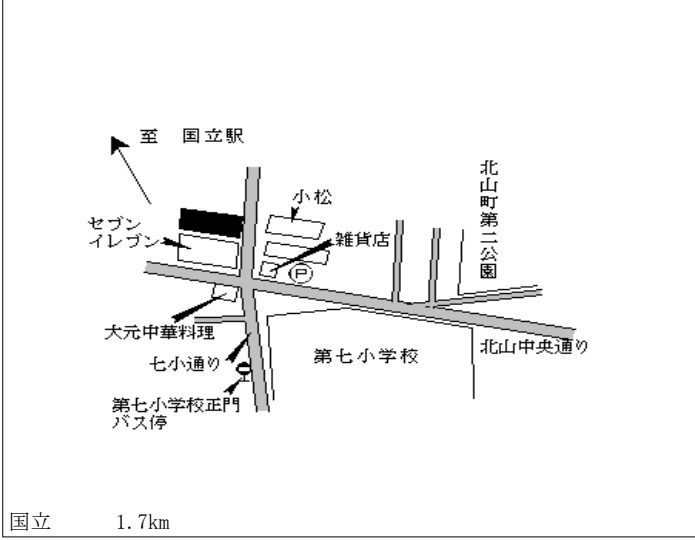 至 国立駅
北山町第二公園
小松
セブン
イレブン
雑貨店
P
大元中華料理
七小通り
第七小学校
北山中央通り
第七小学校正門
バス停
国立 1.7km